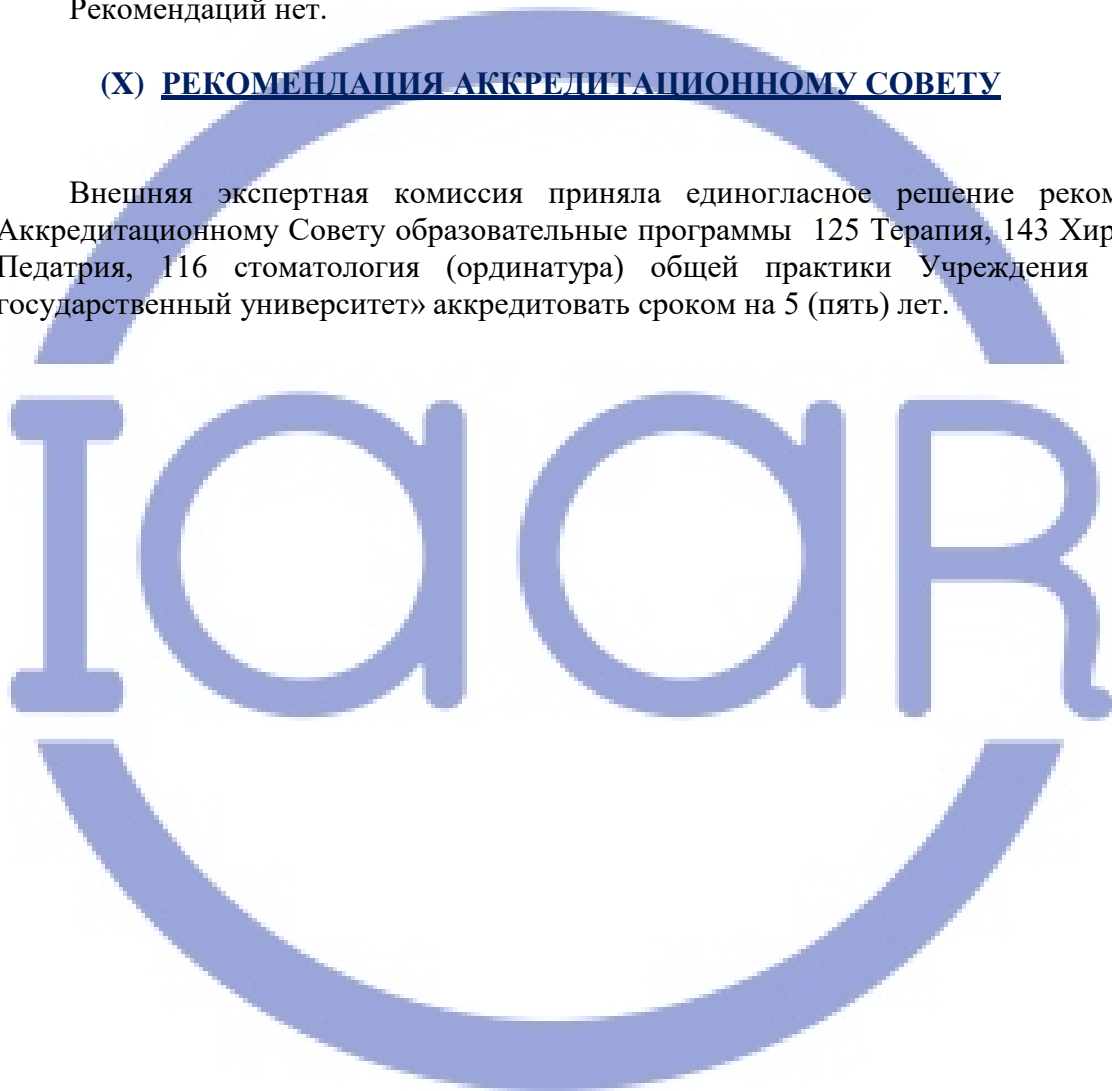 Рекомендаций нет.
(X) РЕКОМЕНДАЦИЯ АККРЕДИТАЦИОННОМУ СОВЕТУ
Внешняя экспертная комиссия приняла единогласное решение реком
Аккредитационному Совету образовательные программы 125 Терапия, 143 Хир
Педатрия, 116 стоматология (ординатура) общей практики Учреждения
государственный университет» аккредитовать сроком на 5 (пять) лет.
IaaR